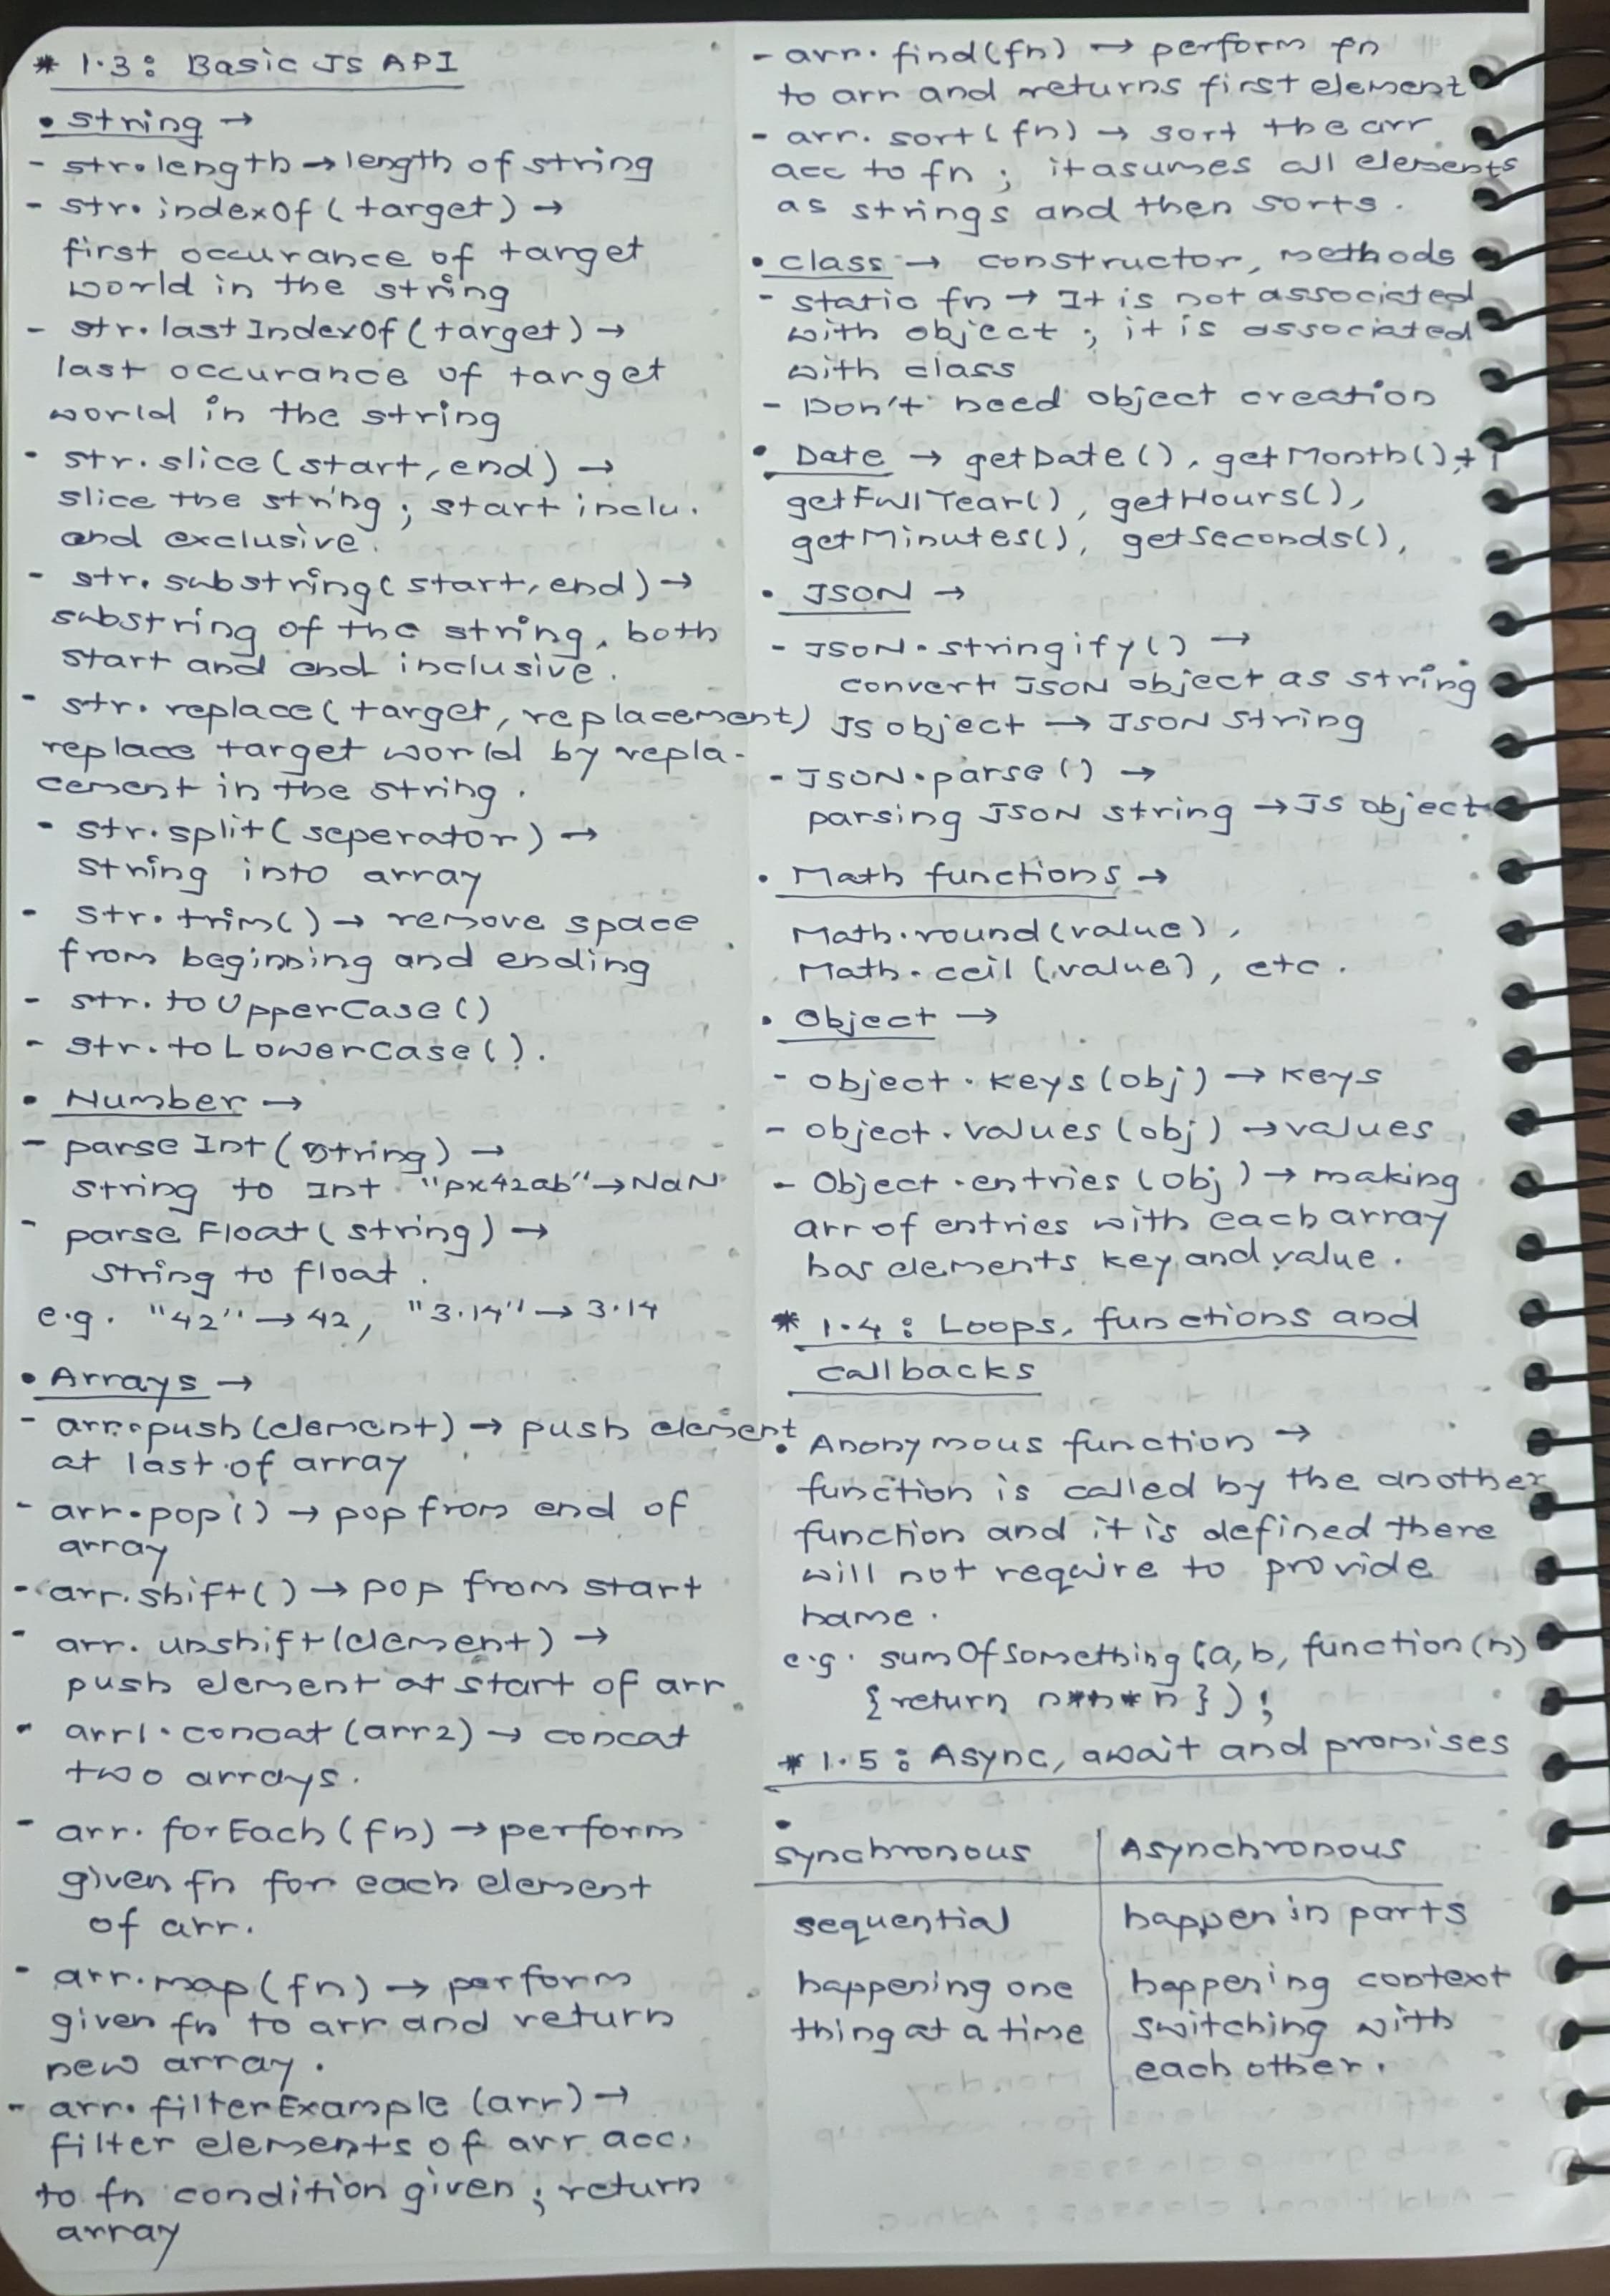 * 1.3: Basic JS API
• string →
- str.length → length of string
- str.indexOf(target) →
first occurance of target
world in the string
- str.lastIndexOf(target) →
last occurance of target
world in the string
- str.slice(start, end) →
slice the string; start inclu.
and exclusive.
- str.substring(start, end) →
substring of the string, both
start and end inclusive.
- str.replace(target, replacement)
replace target world by repla-
cement in the string.
- str.split(seperator) →
string into array
- str.trim() → remove space
from beginning and ending
- str.toUpperCase()
- str.toLowerCase().
• Number →
- parseInt(string) →
string to Int "px42ab" → NaN
- parseFloat(string) →
string to float.
e.g. "42" → 42, "3.14" → 3.14
• Arrays →
- arr.push(element) → push element
at last of array
- arr.pop() → pop from end of
array
- arr.shift() → pop from start
- arr.unshift(element) →
push element at start of arr
- arr1.concat(arr2) → concat
two arrays.
- arr.forEach(fn) → perform
given fn for each element
of arr.
- arr.map(fn) → perform
given fn to arr and return
new array.
- arr.filterExample(arr) →
filter elements of arr acc.
to fn condition given; return
array
- arr.find(fn) → perform fn
to arr and returns first element
- arr.sort(fn) → sort the arr
acc to fn; it asumes all elements
as strings and then sorts.
• class → constructor, methods
- static fn → It is not associated
with object; it is associated
with class
- Don't need object creation
• Date → getDate(), getMonth()+1
getFullYear(), getHours(),
getMinutes(), getSeconds(),
• JSON →
- JSON.stringify() →
convert JSON object as string
JS object → JSON string
- JSON.parse() →
parsing JSON string → JS object
• Math functions →
Math.round(value),
Math.ceil(value), etc.
• Object →
- object.keys(obj) → keys
- object.values(obj) → values
- Object.entries(obj) → making
arr of entries with each array
has elements key and value.
* 1.4: Loops, functions and
callbacks
• Anonymous function →
function is called by the another
function and it is defined there
will not require to provide
name.
e.g. sumOfSomething(a, b, function(n)
{return n*n*n});
* 1.5: Async, await and promises
• synchronous | Asynchronous
sequential | happen in parts
happening one | happening context
thing at a time | switching with
each other.